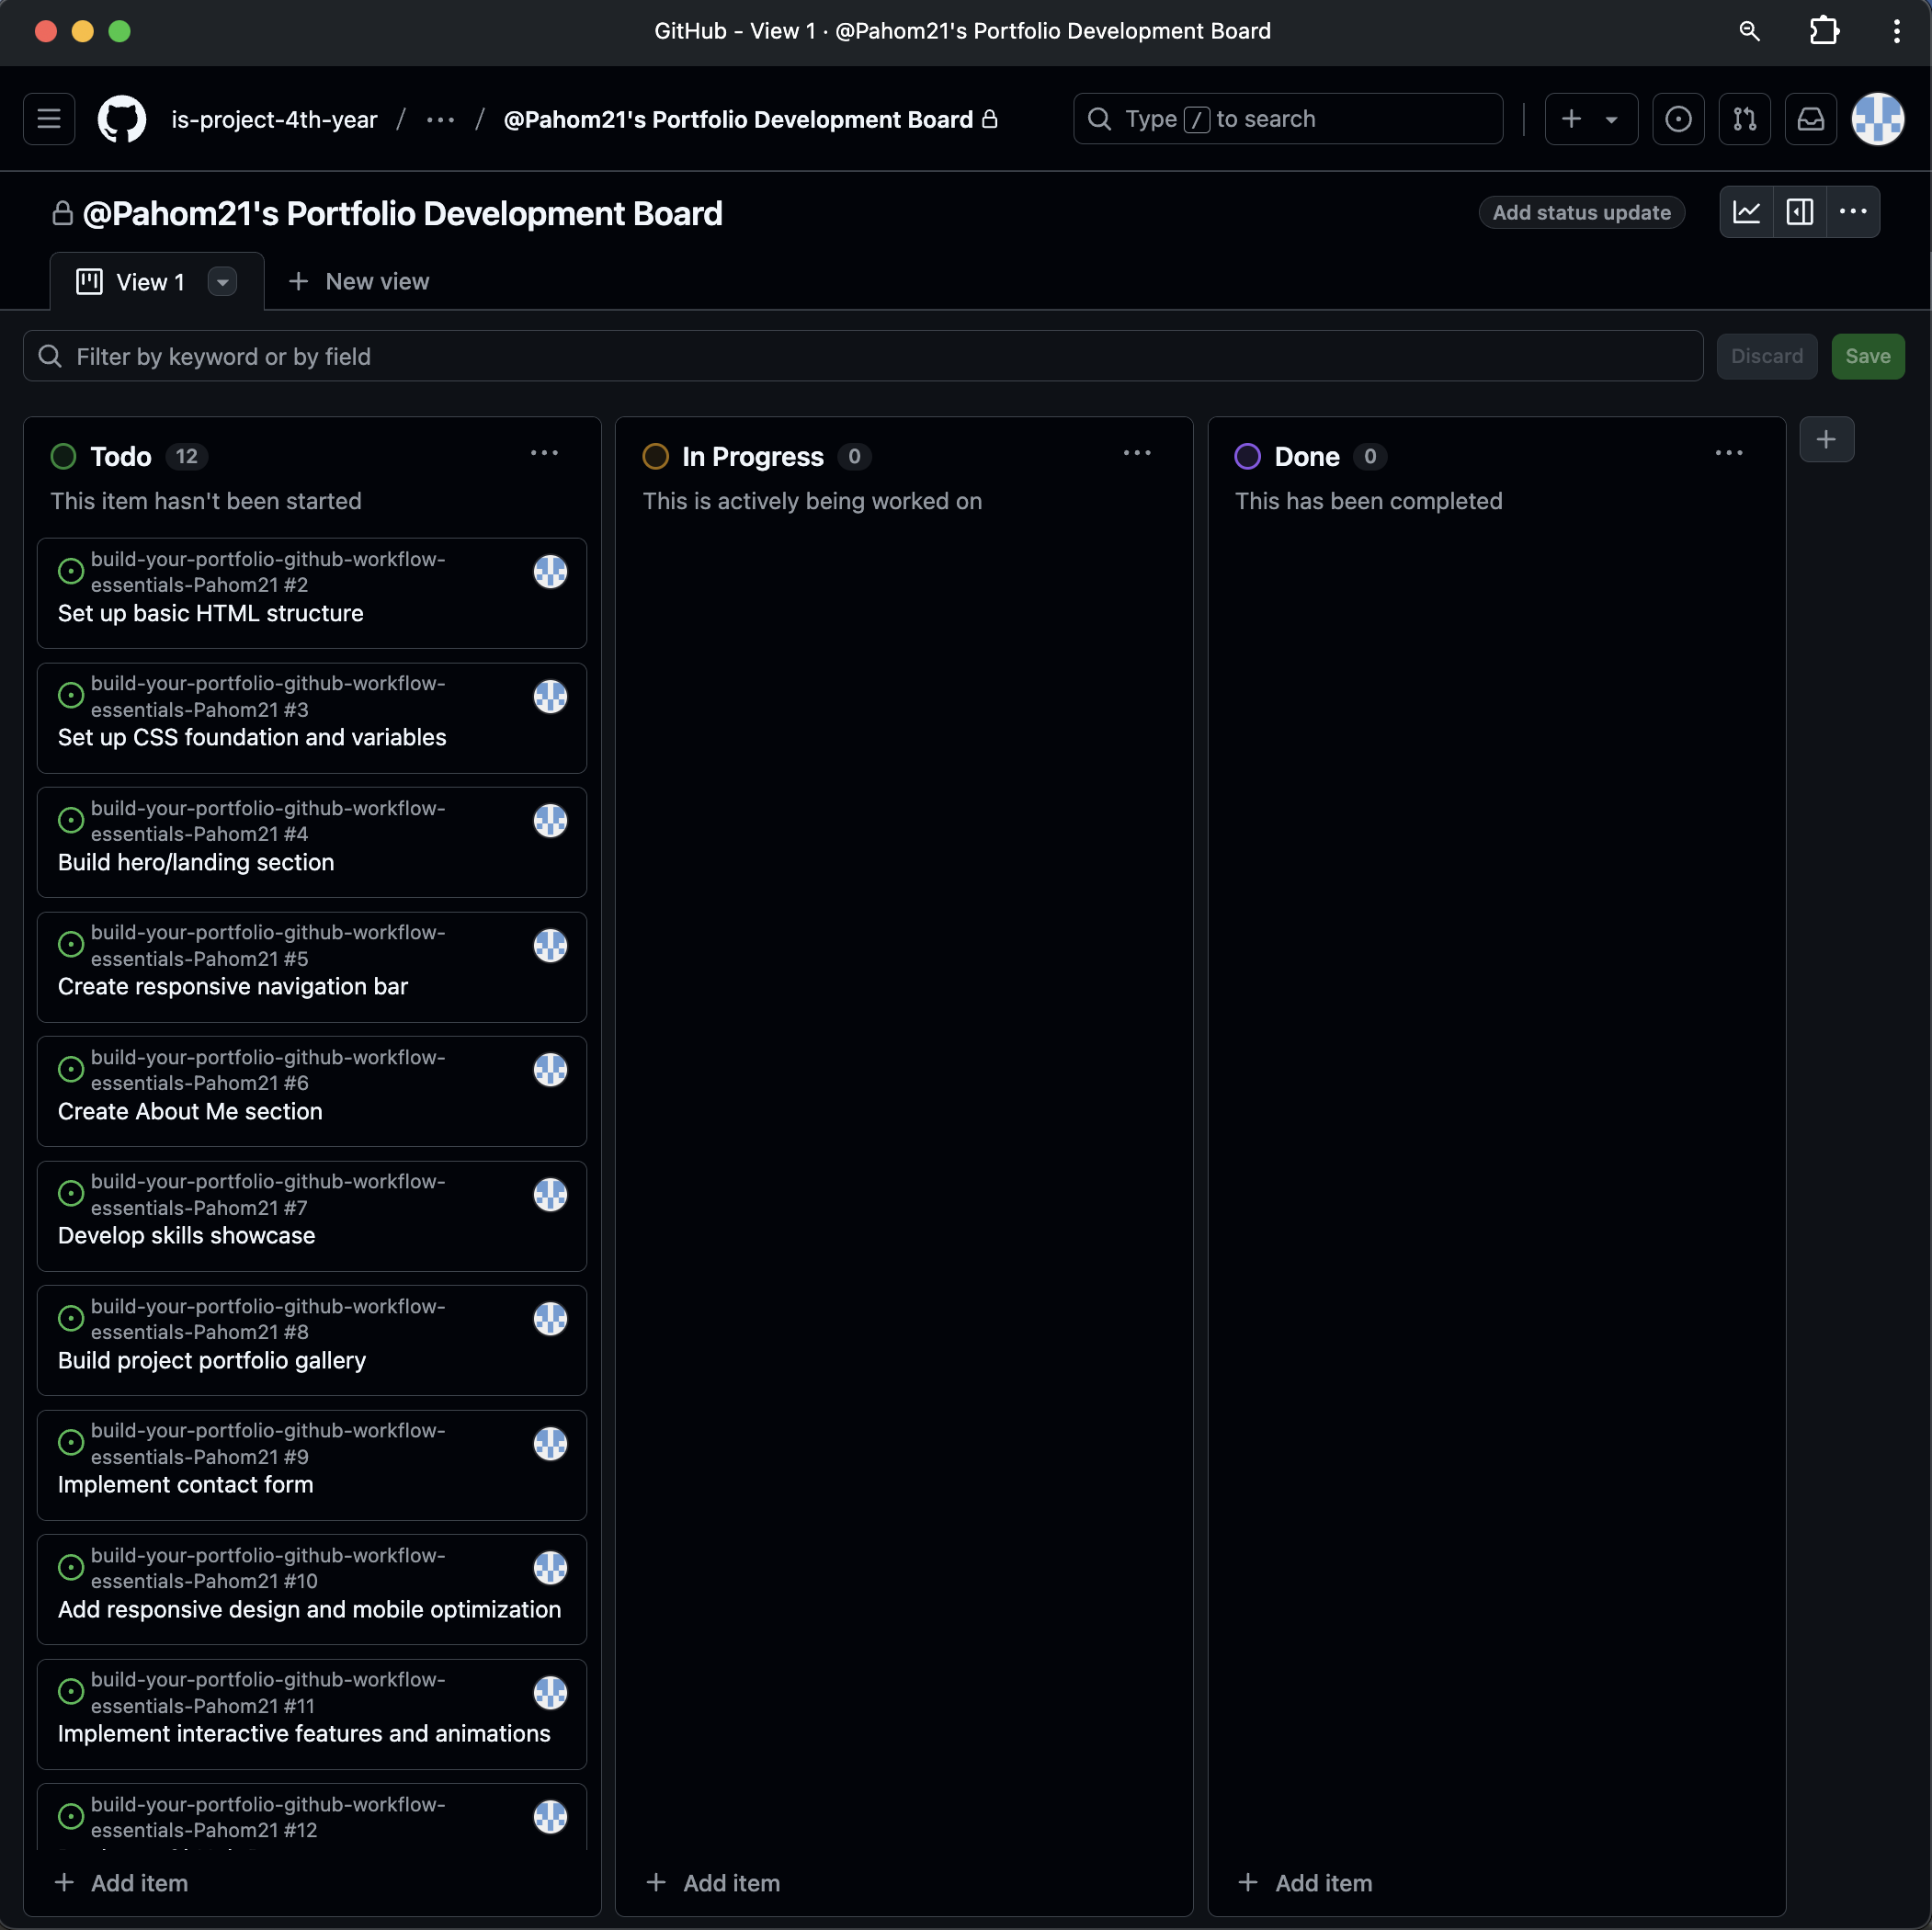 GitHub - View 1 · @Pahom21's Portfolio Development Board
is-project-4th-year / ··· / @Pahom21's Portfolio Development Board
Type / to search
@Pahom21's Portfolio Development Board
Add status update
View 1
New view
Filter by keyword or by field
Discard
Save
Todo 12
This item hasn't been started
build-your-portfolio-github-workflow-
essentials-Pahom21 #2
Set up basic HTML structure
build-your-portfolio-github-workflow-
essentials-Pahom21 #3
Set up CSS foundation and variables
build-your-portfolio-github-workflow-
essentials-Pahom21 #4
Build hero/landing section
build-your-portfolio-github-workflow-
essentials-Pahom21 #5
Create responsive navigation bar
build-your-portfolio-github-workflow-
essentials-Pahom21 #6
Create About Me section
build-your-portfolio-github-workflow-
essentials-Pahom21 #7
Develop skills showcase
build-your-portfolio-github-workflow-
essentials-Pahom21 #8
Build project portfolio gallery
build-your-portfolio-github-workflow-
essentials-Pahom21 #9
Implement contact form
build-your-portfolio-github-workflow-
essentials-Pahom21 #10
Add responsive design and mobile optimization
build-your-portfolio-github-workflow-
essentials-Pahom21 #11
Implement interactive features and animations
build-your-portfolio-github-workflow-
essentials-Pahom21 #12
Add item
In Progress 0
This is actively being worked on
Add item
Done 0
This has been completed
Add item